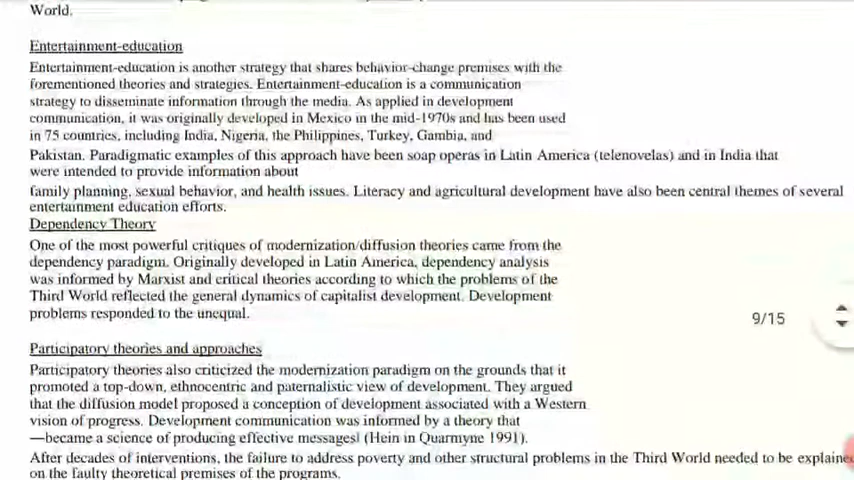 World.
Entertainment-education
Entertainment-education is another strategy that shares behavior-change premises with the
forementioned theories and strategies. Entertainment-education is a communication
strategy to disseminate information through the media. As applied in development
communication, it was originally developed in Mexico in the mid-1970s and has been used
in 75 countries, including India, Nigeria, the Philippines, Turkey, Gambia, and
Pakistan. Paradigmatic examples of this approach have been soap operas in Latin America (telenovelas) and in India that
were intended to provide information about
family planning, sexual behavior, and health issues. Literacy and agricultural development have also been central themes of several
entertainment education efforts.
Dependency Theory
One of the most powerful critiques of modernization/diffusion theories came from the
dependency paradigm. Originally developed in Latin America, dependency analysis
was informed by Marxist and critical theories according to which the problems of the
Third World reflected the general dynamics of capitalist development. Development
problems responded to the unequal.
9/15
Participatory theories and approaches
Participatory theories also criticized the modernization paradigm on the grounds that it
promoted a top-down, ethnocentric and paternalistic view of development. They argued
that the diffusion model proposed a conception of development associated with a Western
vision of progress. Development communication was informed by a theory that
―became a science of producing effective messages‖ (Hein in Quarmyne 1991).
After decades of interventions, the failure to address poverty and other structural problems in the Third World needed to be explained
on the faulty theoretical premises of the programs.